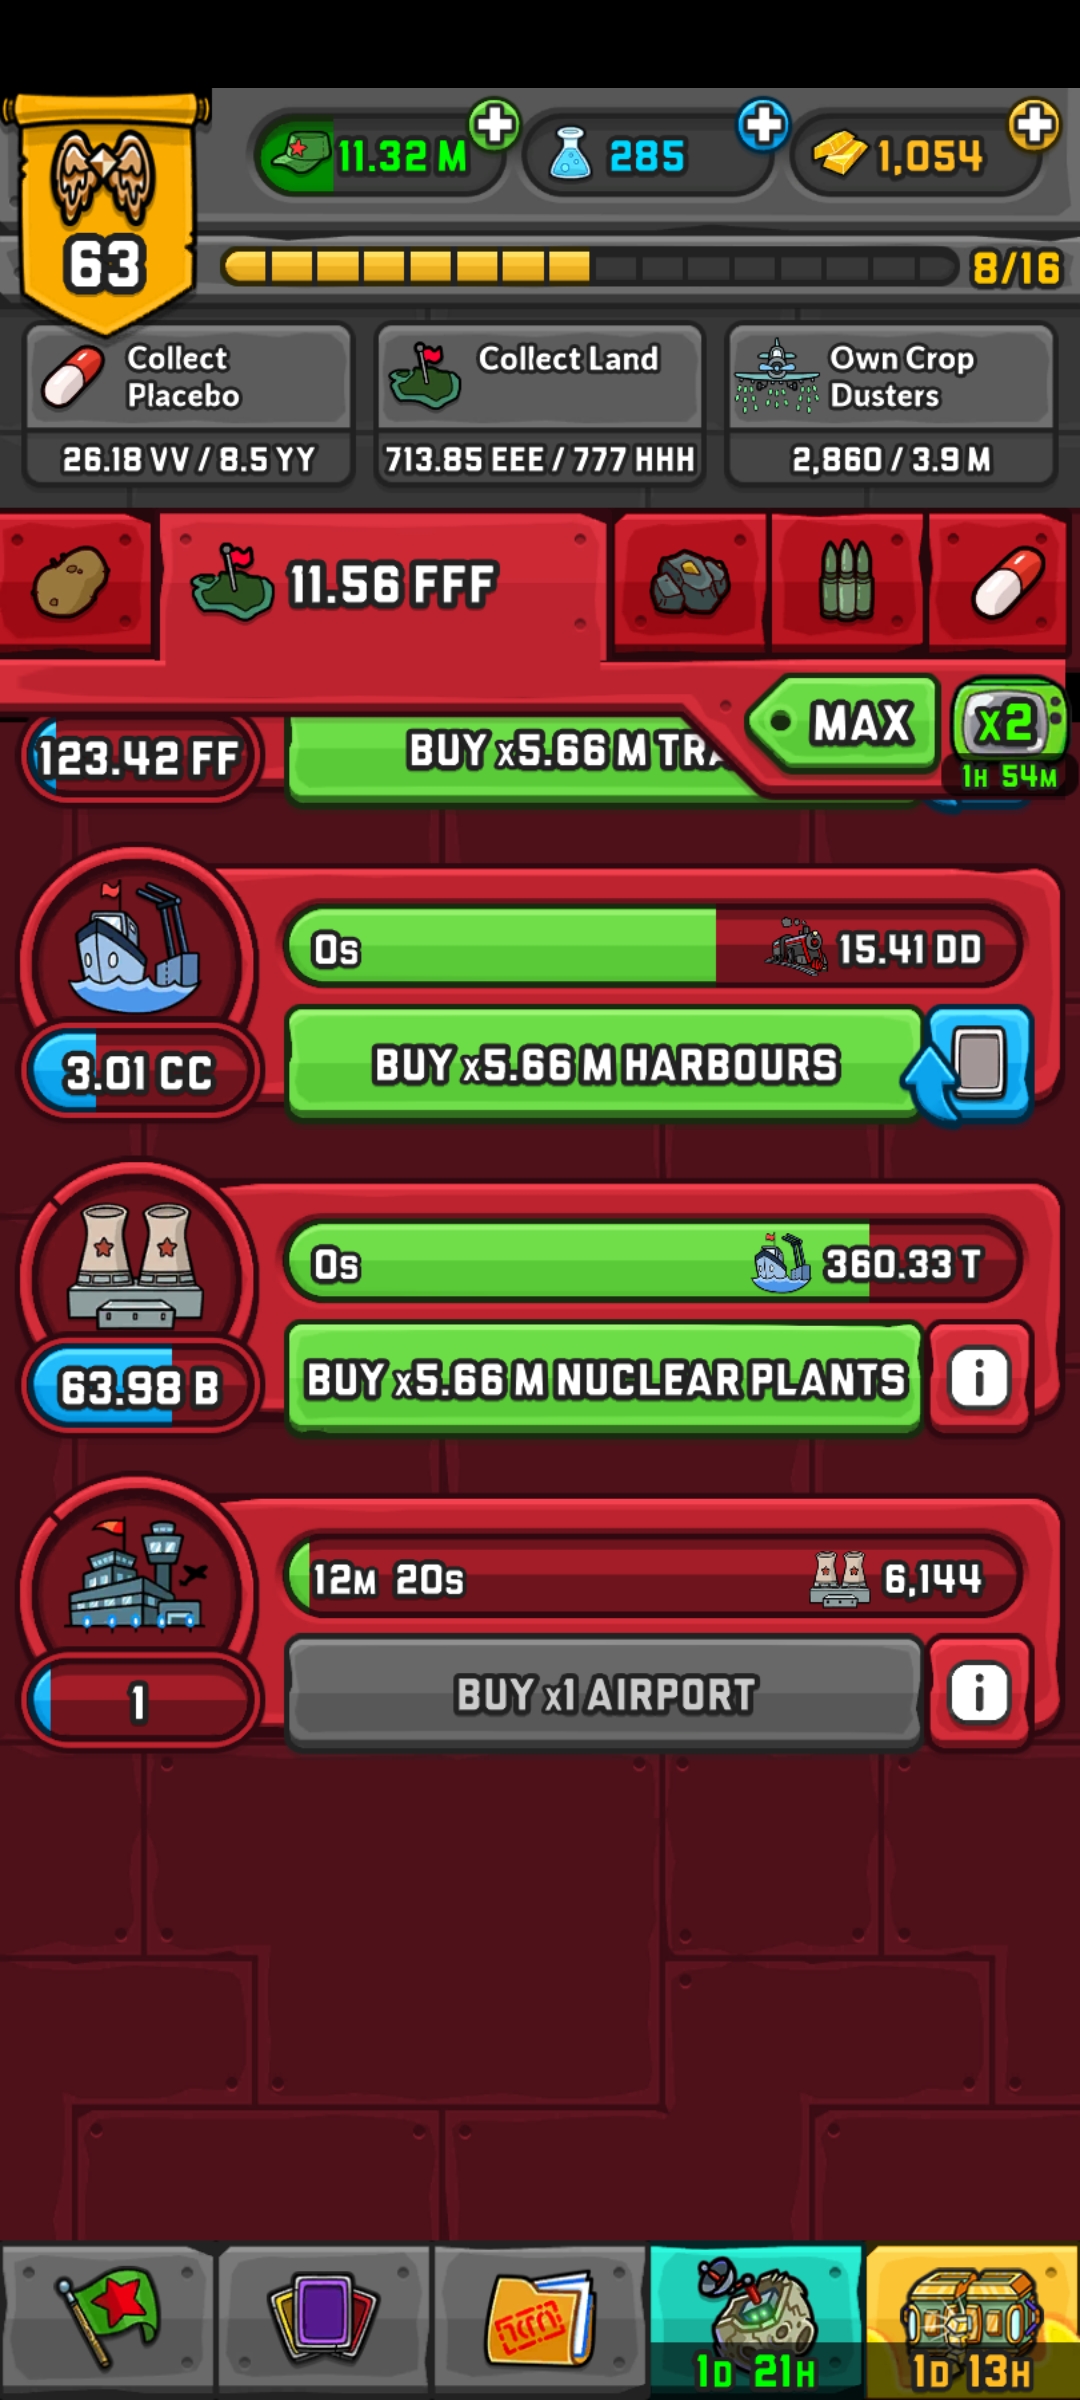 11.32 M
285
1,054
63
8/16
Collect
Placebo
Collect Land
Own Crop
Dusters
26.18 VV / 8.5 YY
713.85 EEE / 777 HHH
2,860 / 3.9 M
11.56 FFF
MAX
x2
1H 54M
123.42 FF
BUY x5.66 M
0s
15.41 DD
3.01 CC
BUY x5.66 M HARBOURS
0s
360.33 T
63.98 B
BUY x5.66 M NUCLEAR PLANTS
i
12M 20s
6,144
1
BUY x1 AIRPORT
i
1D 21H
1D 13H